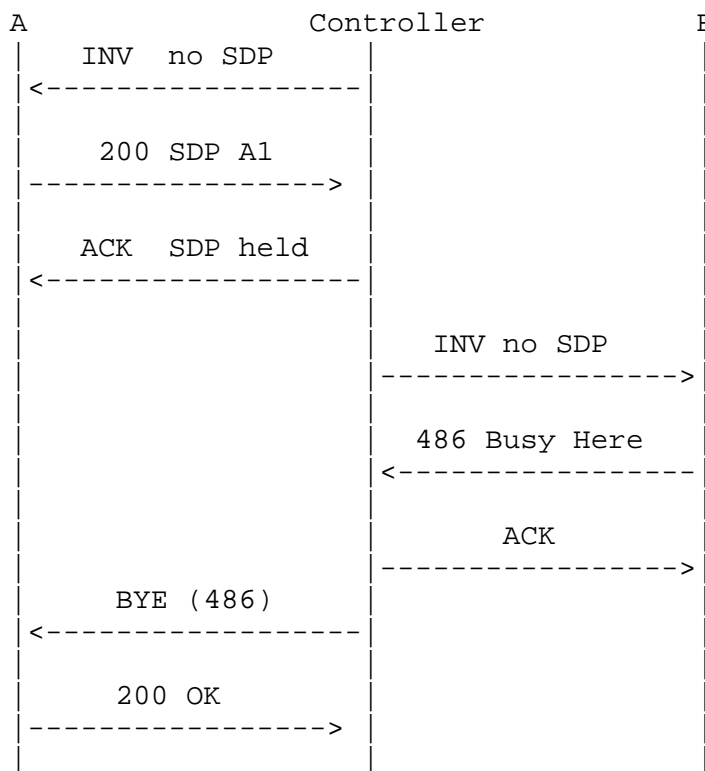 A Controller B
INV no SDP
200 SDP A1
ACK SDP held
INV no SDP
486 Busy Here
ACK
BYE (486)
200 OK